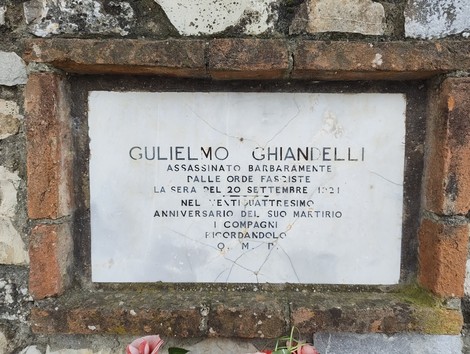 GULIELMO GHIANDELLI
ASSASSINATO BARBARAMENTE
DALLE ORDE FASCISTE
LA SERA DEL 20 SETTEMBRE 1921
NEL VENTIQUATTRESIMO
ANNIVERSARIO DEL SUO MARTIRIO
I COMPAGNI
RICORDANDOLO
Q. M. P.